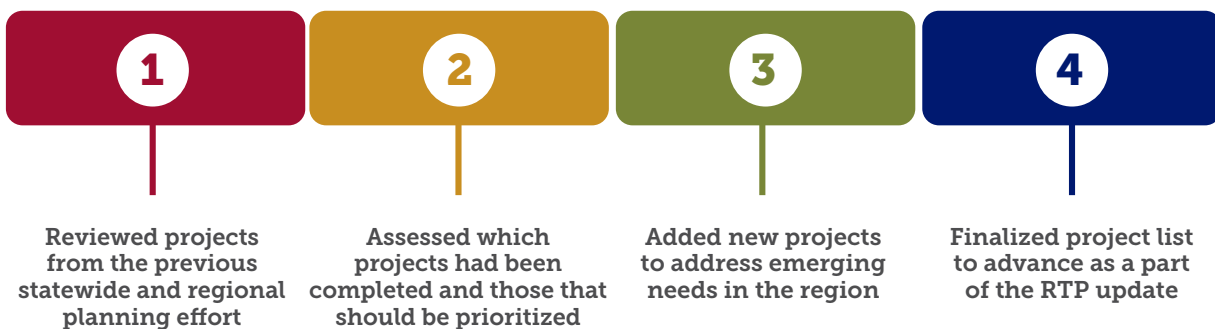 1
Reviewed projects
from the previous
statewide and regional
planning effort
2
Assessed which
projects had been
completed and those that
should be prioritized
3
Added new projects
to address emerging
needs in the region
4
Finalized project list
to advance as a part
of the RTP update